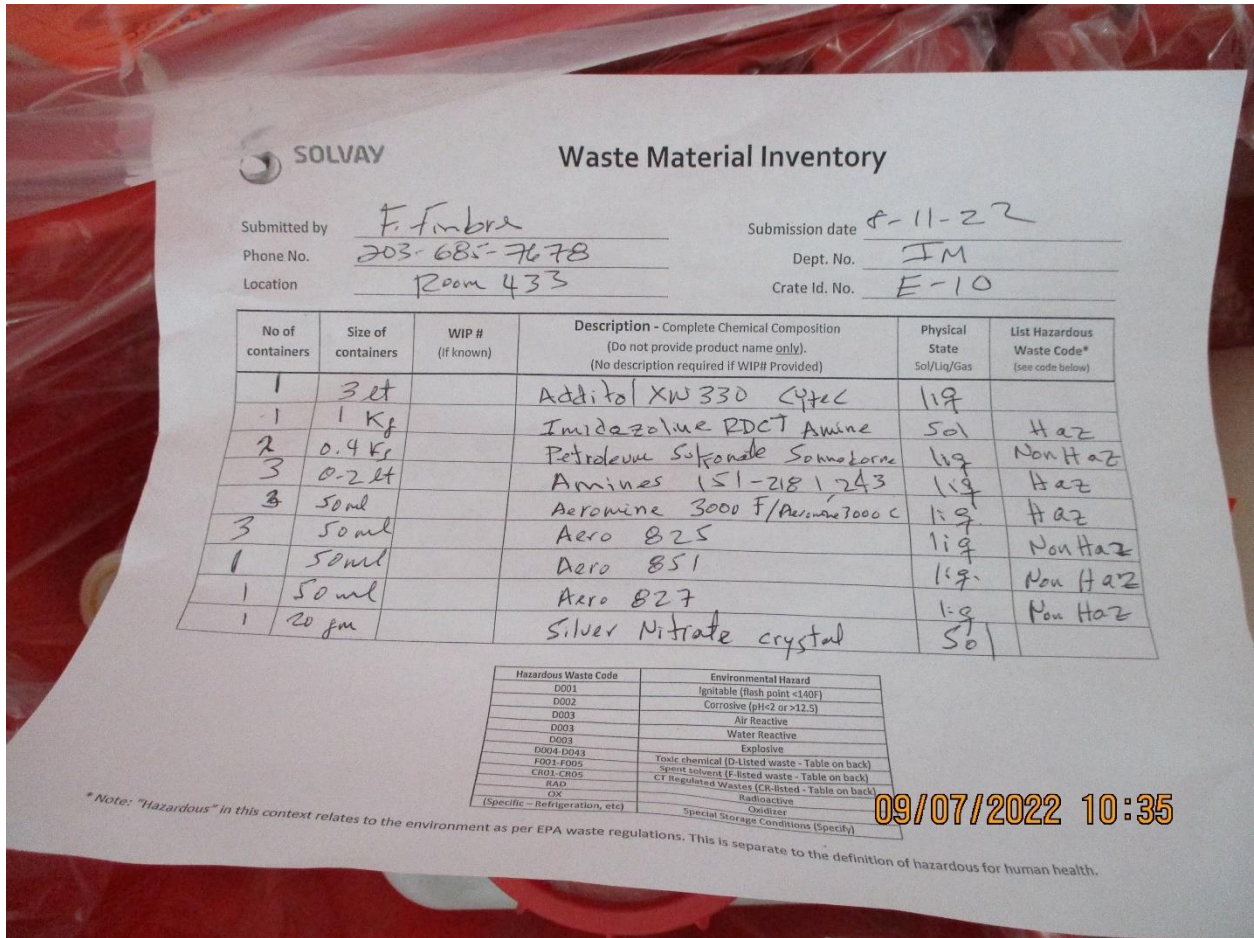 SOLVAY
Waste Material Inventory
Submitted by F. Fimbre
Submission date 8-11-22
Phone No. 203-685-7678
Dept. No. IM
Location Room 433
Crate Id. No. E-10
No of containers Size of containers WIP # (If known) Description - Complete Chemical Composition (Do not provide product name only). (No description required if WIP# Provided) Physical State Sol/Liq/Gas List Hazardous Waste Code* (see code below)
1 3 lt Additol XW 330 Cytec liq
1 1 Kg Imidazoline RDCT Amine Sol Haz
2 0.4 Kg Petroleum Sulfonate liq Non Haz
3 0.2 lt Amines 151-218, 243 liq Haz
50 ml Aeromine 3000 F/Aeromine 3000 C liq. Haz
3 50 ml Aero 825 liq Non Haz
1 50 ml Aero 851 liq. Non Haz
1 50 ml Aero 827 liq Non Haz
1 20 gm Silver Nitrate crystal Sol
Hazardous Waste Code Environmental Hazard
D001 Ignitable (flash point <140F)
D002 Corrosive (pH<2 or >12.5)
D003 Air Reactive
D003 Water Reactive
D003 Explosive
D004-D043 Toxic chemical (D-Listed waste - Table on back)
F001-F005 Spent solvent (F-listed waste - Table on back)
CR01-CR05 CT Regulated Wastes (CR-listed - Table on back)
RAD Radioactive
OX Oxidizer
(Specific – Refrigeration, etc) Special Storage Conditions (Specify)
* Note: "Hazardous" in this context relates to the environment as per EPA waste regulations. This is separate to the definition of hazardous for human health.
09/07/2022 10:35